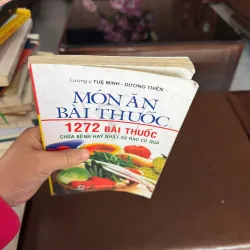 Lương y TUỆ MINH - DƯƠNG THIÊN
MÓN ĂN
BÀI THUỐC
1272 BÀI THUỐC
CHỮA BỆNH HAY NHẤT TỪ RAU CỦ QUẢ